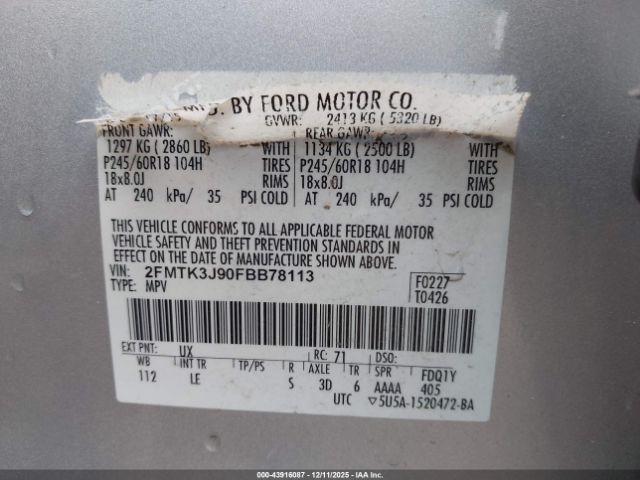 MFD. BY FORD MOTOR CO.
GVWR: 2413 KG ( 5320 LB)
FRONT GAWR: REAR GAWR:
1297 KG ( 2860 LB) WITH 1134 KG ( 2500 LB) WITH
P245/60R18 104H TIRES P245/60R18 104H TIRES
18x8.0J RIMS 18x8.0J RIMS
AT 240 kPa/ 35 PSI COLD AT 240 kPa/ 35 PSI COLD
THIS VEHICLE CONFORMS TO ALL APPLICABLE FEDERAL MOTOR
VEHICLE SAFETY AND THEFT PREVENTION STANDARDS IN
EFFECT ON THE DATE OF MANUFACTURE SHOWN ABOVE.
VIN: 2FMTK3J90FBB78113
TYPE: MPV
F0227
T0426
EXT PNT: UX RC: 71 DSO:
WB INT TR TP/PS R AXLE TR SPR FDQ1Y
112 LE S 3D 6 AAAA 405
UTC ▽5U5A-1520472-BA
000-43916087 - 12/11/2025 - IAA Inc.